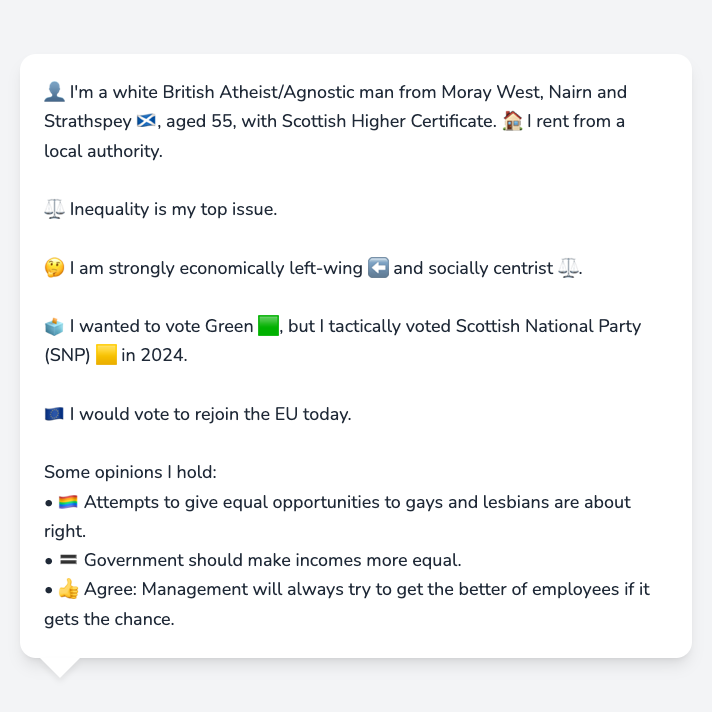 👤 I'm a white British Atheist/Agnostic man from Moray West, Nairn and
Strathspey 🏴󠁧󠁢󠁳󠁣󠁴󠁿, aged 55, with Scottish Higher Certificate. 🏠 I rent from a
local authority.
⚖️ Inequality is my top issue.
🤔 I am strongly economically left-wing ⬅️ and socially centrist ⚖️.
🗳️ I wanted to vote Green 🟩, but I tactically voted Scottish National Party
(SNP) 🟨 in 2024.
🇪🇺 I would vote to rejoin the EU today.
Some opinions I hold:
• 🏳️‍🌈 Attempts to give equal opportunities to gays and lesbians are about
right.
• 🟰 Government should make incomes more equal.
• 👍 Agree: Management will always try to get the better of employees if it
gets the chance.